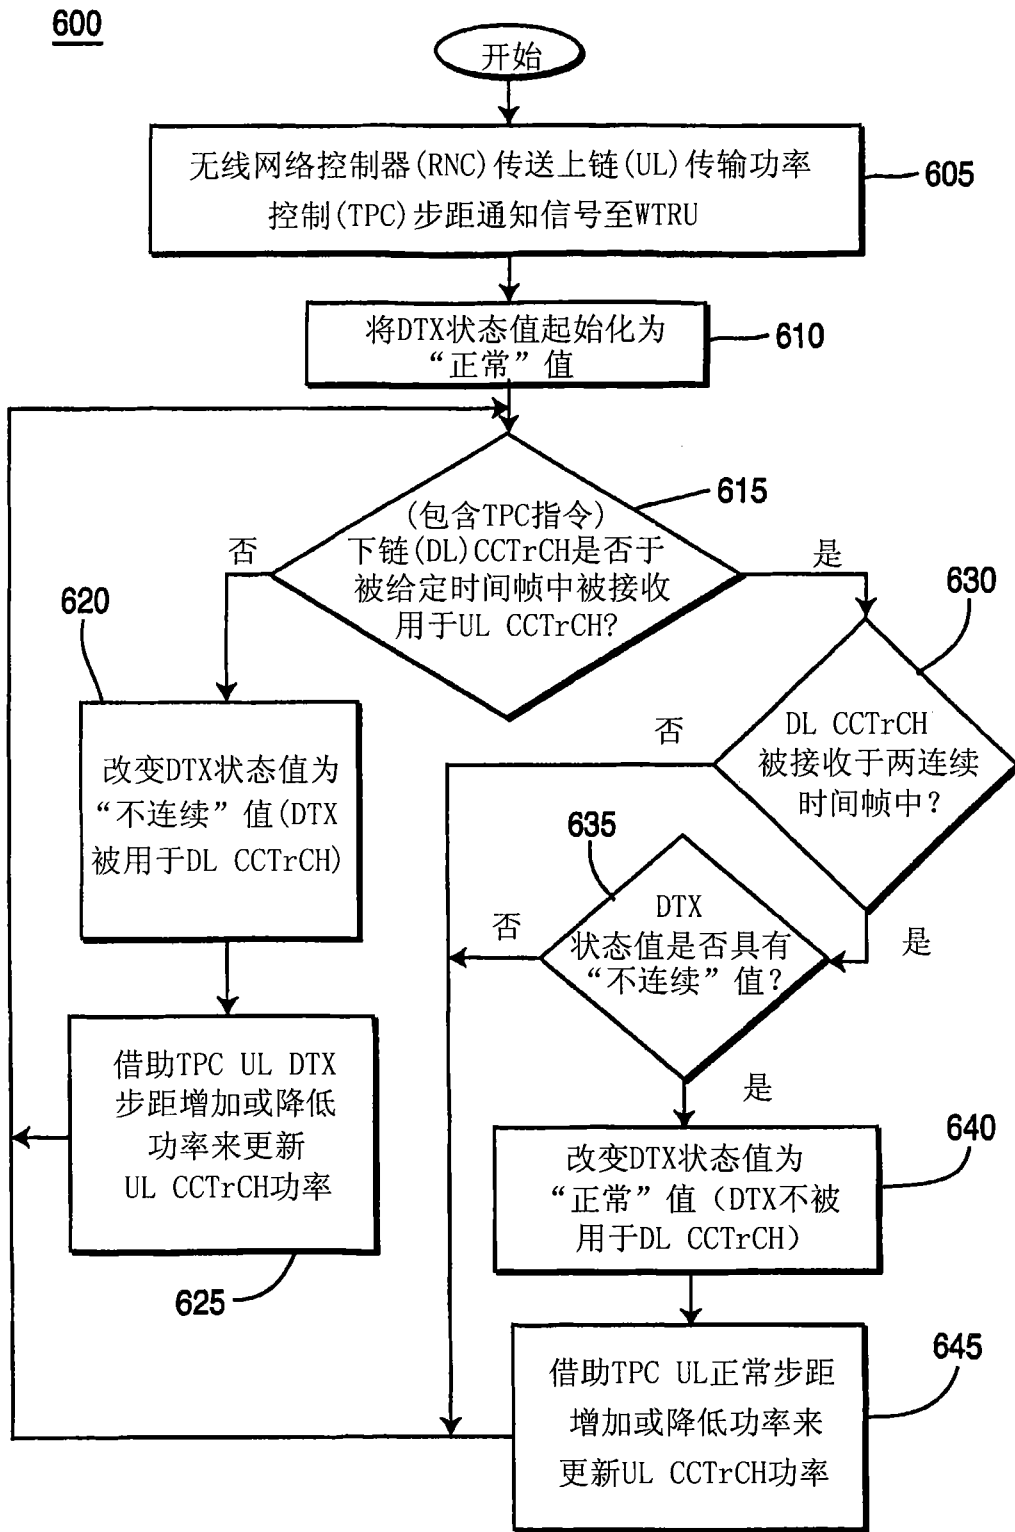 600
开始
无线网络控制器(RNC)传送上链(UL)传输功率
控制(TPC)步距通知信号至WTRU
605
将DTX状态值起始化为
“正常”值
610
(包含TPC指令)
下链(DL)CCTrCH是否于
被给定时间帧中被接收
用于UL CCTrCH?
615
否
是
620
改变DTX状态值为
“不连续”值(DTX
被用于DL CCTrCH)
630
DL CCTrCH
被接收于两连续
时间帧中?
否
是
635
DTX
状态值是否具有
“不连续”值?
否
是
借助TPC UL DTX
步距增加或降低
功率来更新
UL CCTrCH功率
625
640
改变DTX状态值为
“正常”值（DTX不被
用于DL CCTrCH）
645
借助TPC UL正常步距
增加或降低功率来
更新UL CCTrCH功率